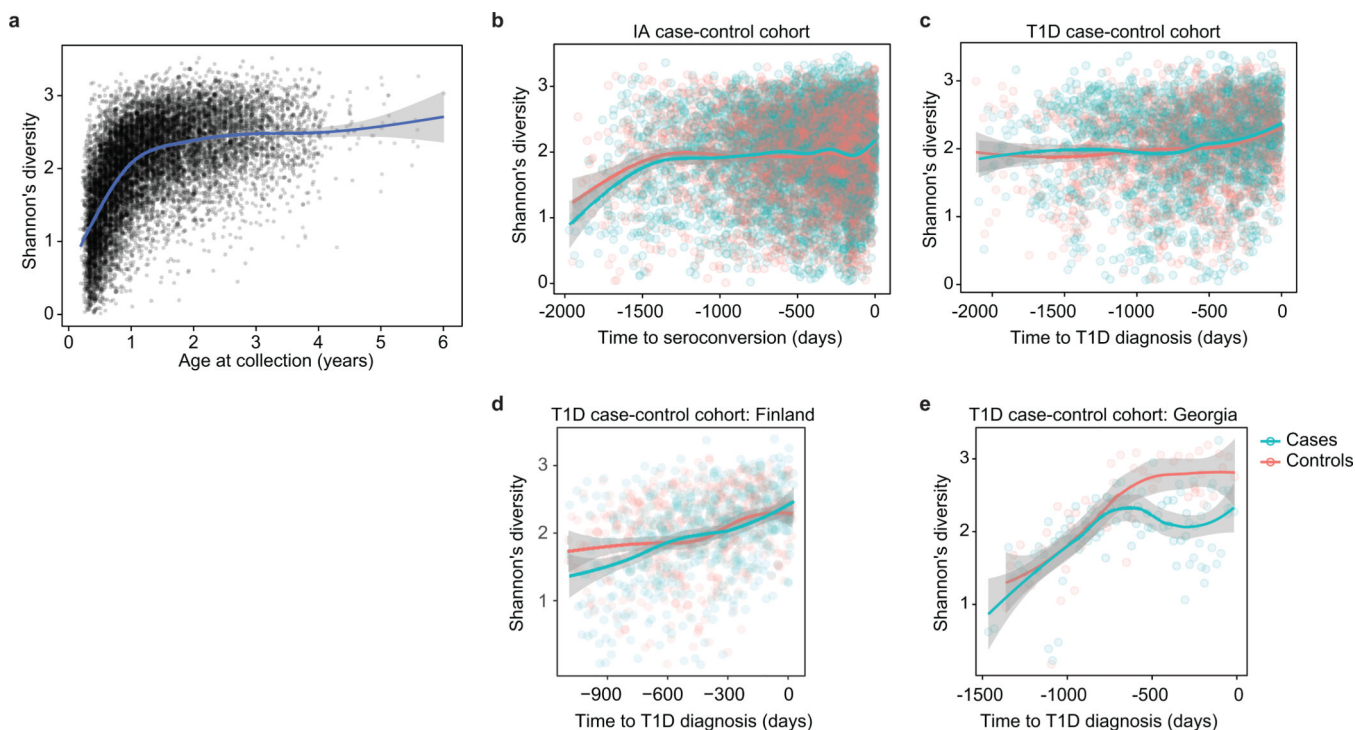 a
Shannon's diversity
3
2
1
0
0 1 2 3 4 5 6
Age at collection (years)
b
IA case-control cohort
Shannon's diversity
3
2
1
0
-2000 -1500 -1000 -500 0
Time to seroconversion (days)
c
T1D case-control cohort
Shannon's diversity
3
2
1
0
-2000 -1500 -1000 -500 0
Time to T1D diagnosis (days)
d
T1D case-control cohort: Finland
Shannon's diversity
3
2
1
−900 −600 −300 0
Time to T1D diagnosis (days)
e
T1D case-control cohort: Georgia
Shannon's diversity
3
2
1
-1500 -1000 -500 0
Time to T1D diagnosis (days)
Cases
Controls